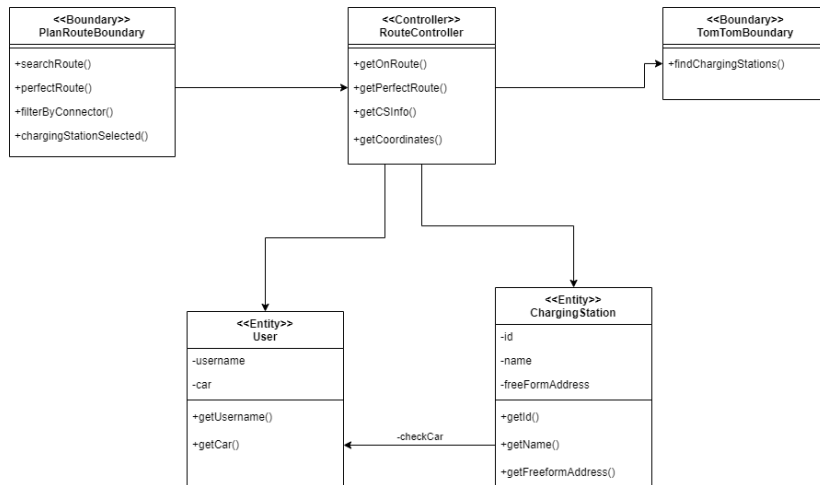 <<Boundary>>
PlanRouteBoundary
+searchRoute()
+perfectRoute()
+filterByConnector()
+chargingStationSelected()
<<Controller>>
RouteController
+getOnRoute()
+getPerfectRoute()
+getCSInfo()
+getCoordinates()
<<Boundary>>
TomTomBoundary
+findChargingStations()
<<Entity>>
User
-username
-car
+getUsername()
+getCar()
-checkCar
<<Entity>>
ChargingStation
-id
-name
-freeFormAddress
+getId()
+getName()
+getFreeformAddress()